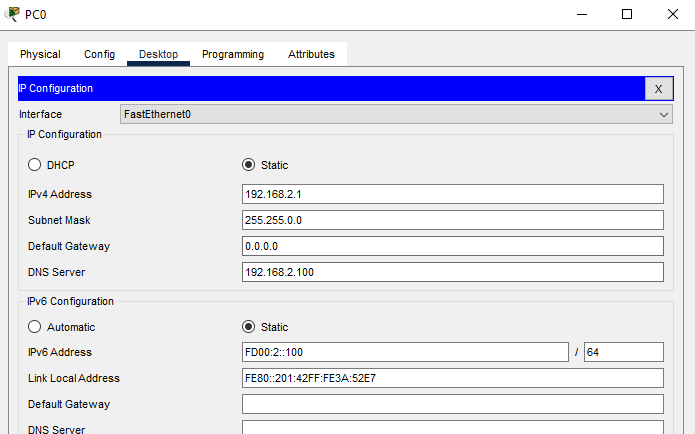 PC0
Physical Config Desktop Programming Attributes
IP Configuration X
Interface FastEthernet0
IP Configuration
DHCP Static
IPv4 Address 192.168.2.1
Subnet Mask 255.255.0.0
Default Gateway 0.0.0.0
DNS Server 192.168.2.100
IPv6 Configuration
Automatic Static
IPv6 Address FD00:2::100 / 64
Link Local Address FE80::201:42FF:FE3A:52E7
Default Gateway
DNS Server